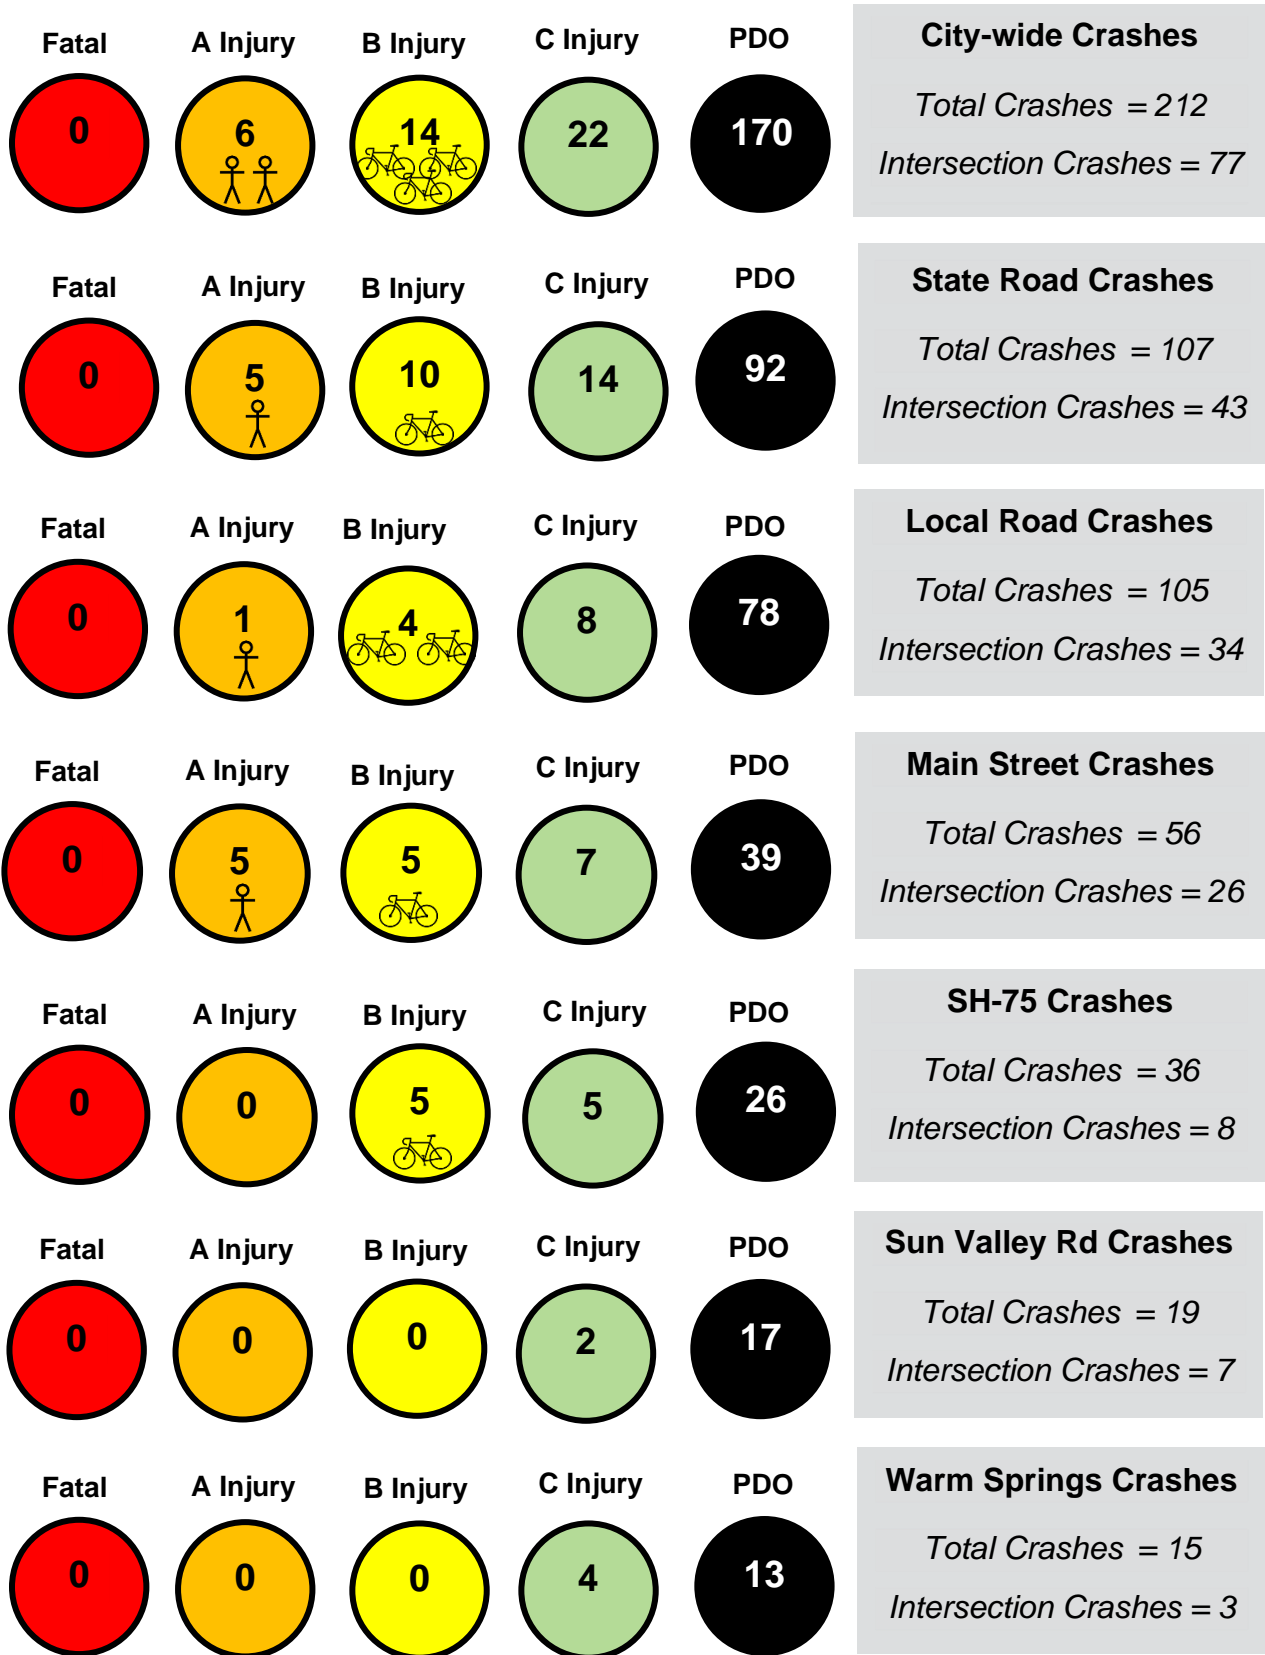 Fatal A Injury B Injury C Injury PDO City-wide Crashes
0 6 14 22 170 Total Crashes = 212
Intersection Crashes = 77
Fatal A Injury B Injury C Injury PDO State Road Crashes
0 5 10 14 92 Total Crashes = 107
Intersection Crashes = 43
Fatal A Injury B Injury C Injury PDO Local Road Crashes
0 1 4 8 78 Total Crashes = 105
Intersection Crashes = 34
Fatal A Injury B Injury C Injury PDO Main Street Crashes
0 5 5 7 39 Total Crashes = 56
Intersection Crashes = 26
Fatal A Injury B Injury C Injury PDO SH-75 Crashes
0 0 5 5 26 Total Crashes = 36
Intersection Crashes = 8
Fatal A Injury B Injury C Injury PDO Sun Valley Rd Crashes
0 0 0 2 17 Total Crashes = 19
Intersection Crashes = 7
Fatal A Injury B Injury C Injury PDO Warm Springs Crashes
0 0 0 4 13 Total Crashes = 15
Intersection Crashes = 3